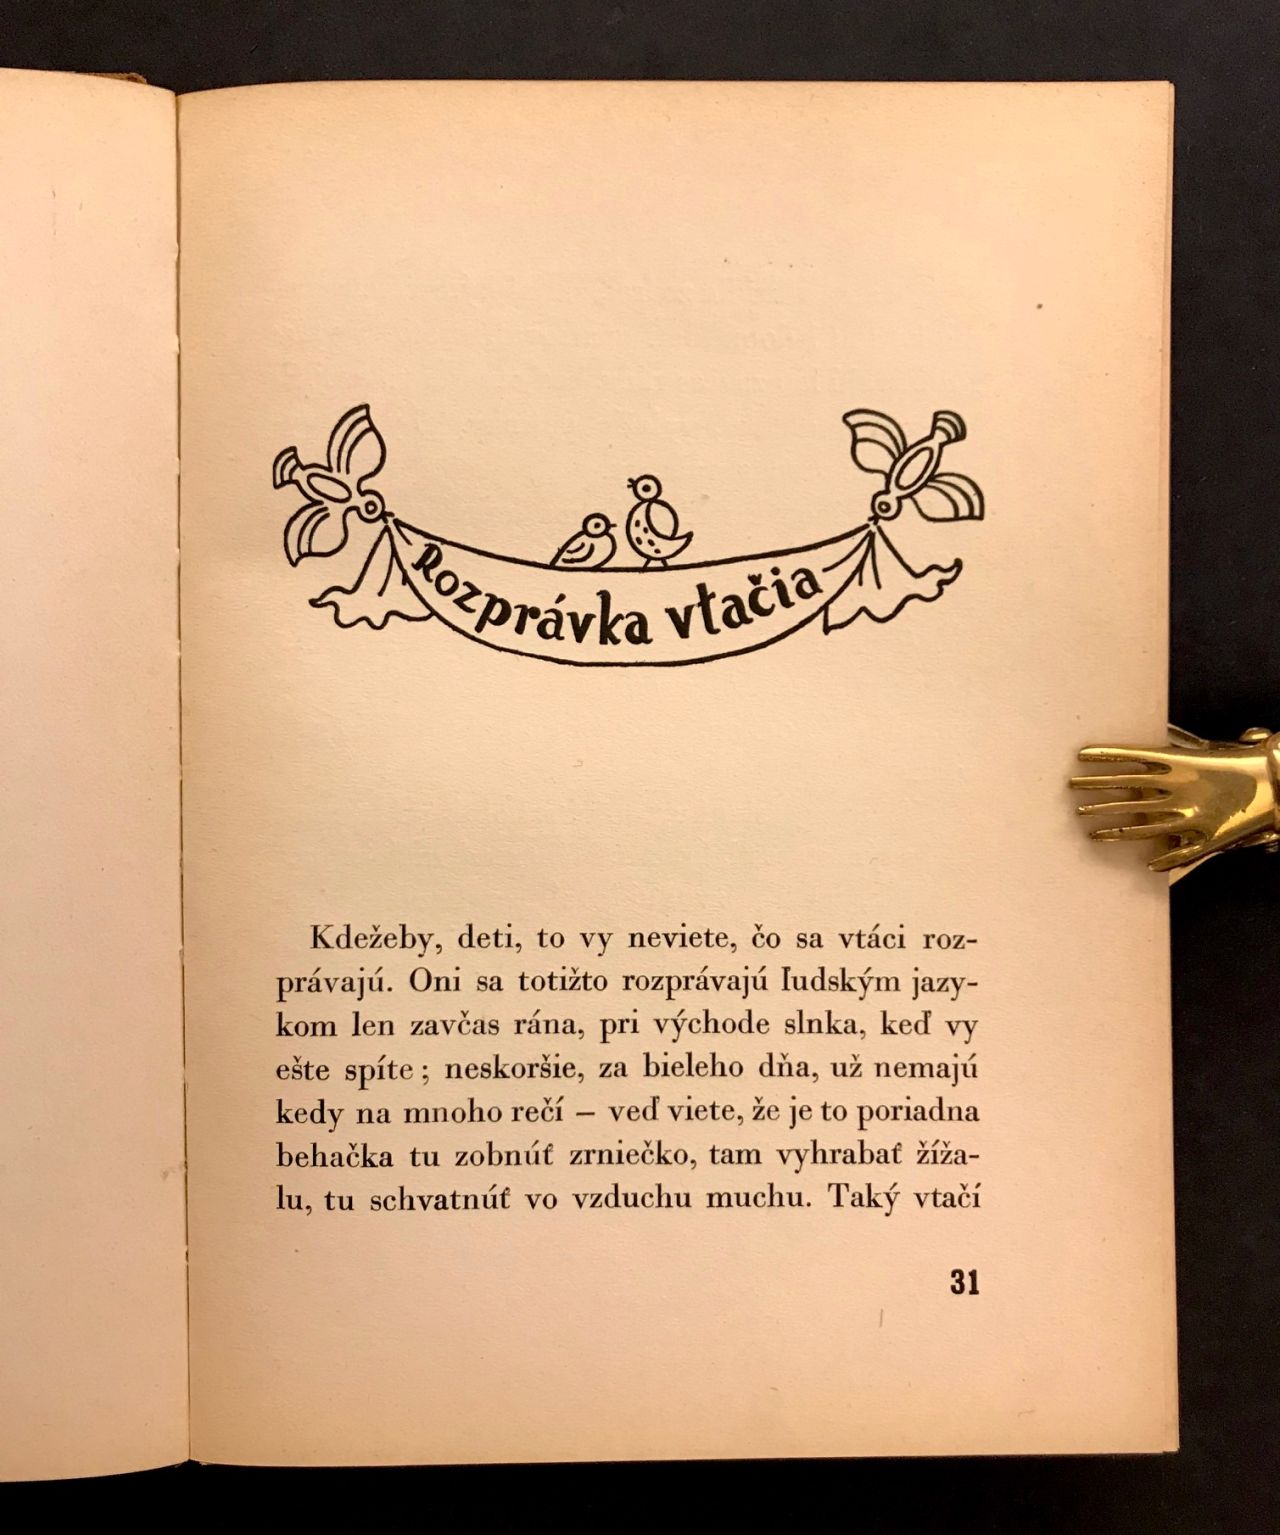 Rozprávka vtačia
Kdežeby, deti, to vy neviete, čo sa vtáci roz-
právajú. Oni sa totižto rozprávajú ľudským jazy-
kom len zavčas rána, pri východe slnka, keď vy
ešte spíte; neskoršie, za bieleho dňa, už nemajú
kedy na mnoho rečí – veď viete, že je to poriadna
behačka tu zobnúť zrniečko, tam vyhrabať žíža-
lu, tu schvatnúť vo vzduchu muchu. Taký vtačí
31